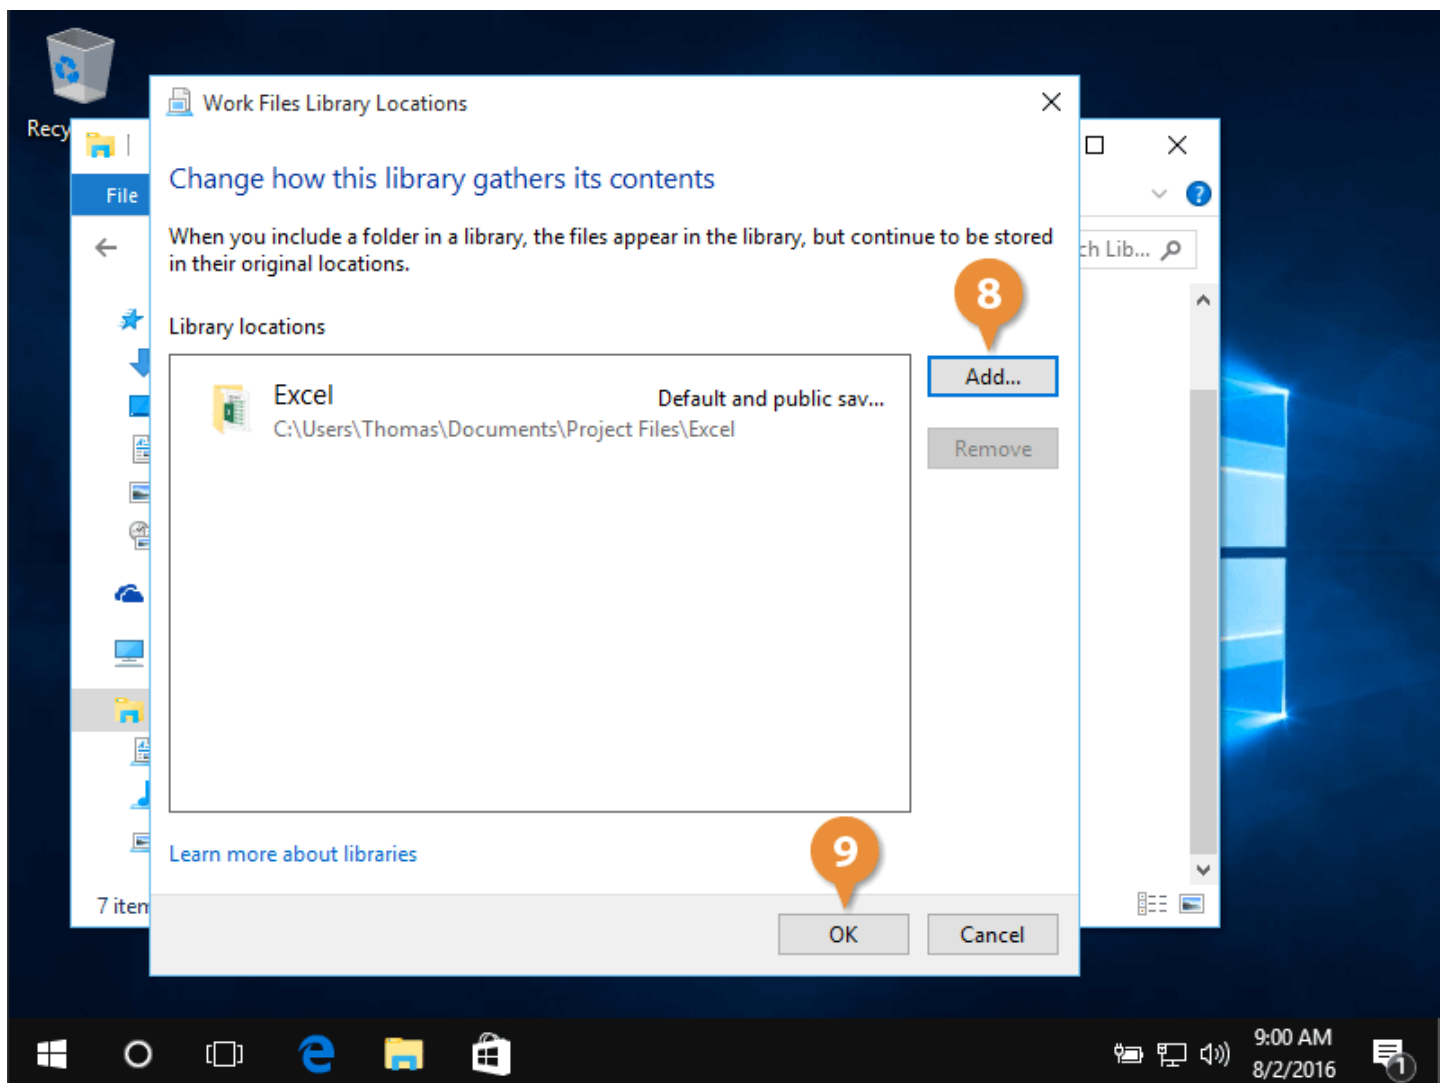 Recy
Work Files Library Locations
File
Change how this library gathers its contents
When you include a folder in a library, the files appear in the library, but continue to be stored
in their original locations.
ch Lib...
8
Library locations
Add...
Excel
Default and public sav...
C:\Users\Thomas\Documents\Project Files\Excel
Remove
Learn more about libraries
9
7 item
OK
Cancel
9:00 AM
8/2/2016
1